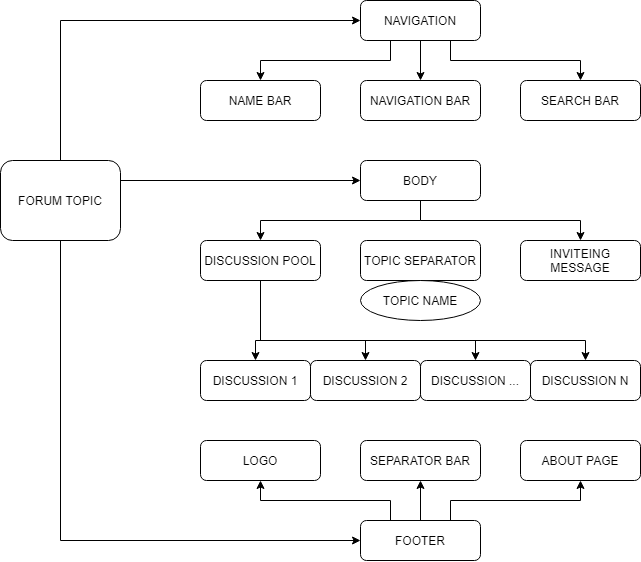 NAVIGATION
NAME BAR
NAVIGATION BAR
SEARCH BAR
FORUM TOPIC
BODY
DISCUSSION POOL
TOPIC SEPARATOR
INVITEING
MESSAGE
TOPIC NAME
DISCUSSION 1
DISCUSSION 2
DISCUSSION ...
DISCUSSION N
LOGO
SEPARATOR BAR
ABOUT PAGE
FOOTER